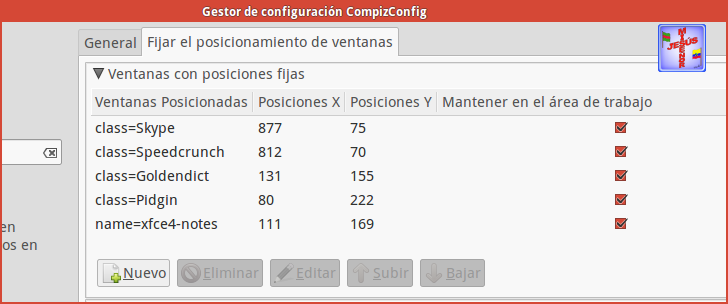 Gestor de configuración CompizConfig
General Fijar el posicionamiento de ventanas
Ventanas con posiciones fijas
Ventanas Posicionadas Posiciones X Posiciones Y Mantener en el área de trabajo
class=Skype 877 75
class=Speedcrunch 812 70
class=Goldendict 131 155
class=Pidgin 80 222
name=xfce4-notes 111 169
en
os en
Nuevo Eliminar Editar Subir Bajar
JESÚS